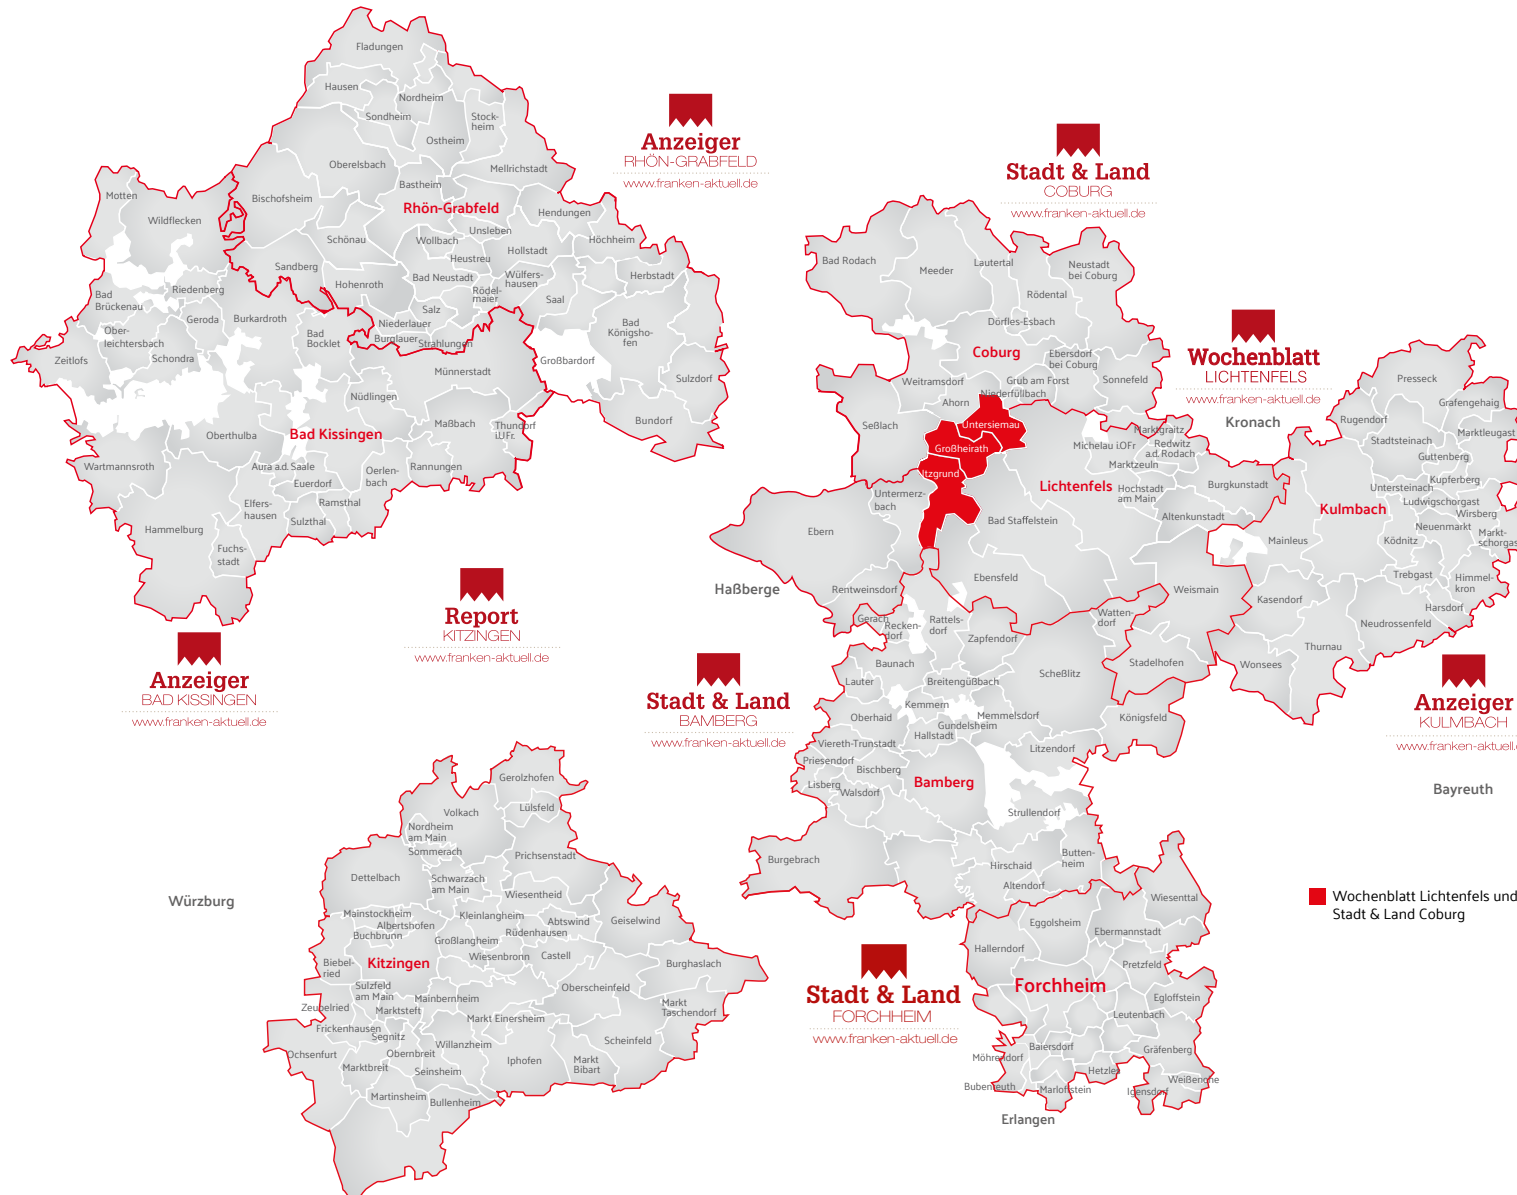 Fladungen
Hausen
Nordheim
Sondheim
Stock-
heim
Ostheim
Oberelsbach
Mellrichstadt
Bastheim
Bischofsheim
Rhön-Grabfeld
Hendungen
Unsleben
Schönau
Wollbach
Hollstadt
Höchheim
Heustreu
Sandberg
Bad Neustadt
Wülfers-
hausen
Herbstadt
Hohenroth
Rödel-
maier
Saal
Salz
Niederlauer
Bad
Königsho-
fen
Burglauer
Strahlungen
Großbardorf
Sulzdorf
Bundorf
Motten
Wildflecken
Riedenberg
Bad
Brückenau
Geroda
Burkardroth
Ober-
leichtersbach
Bad
Bocklet
Zeitlofs
Schondra
Münnerstadt
Nüdlingen
Maßbach
Thundorf
i.U.Fr.
Oberthulba
Bad Kissingen
Wartmannsroth
Aura a.d. Saale
Oerlen-
bach
Rannungen
Euerdorf
Elfers-
hausen
Ramsthal
Sulzthal
Hammelburg
Fuchs-
stadt
Anzeiger
RHÖN-GRABFELD
www.franken-aktuell.de
Stadt & Land
COBURG
www.franken-aktuell.de
Wochenblatt
LICHTENFELS
www.franken-aktuell.de
Kronach
Bad Rodach
Meeder
Lautertal
Neustadt
bei Coburg
Rödental
Dörfles-Esbach
Coburg
Ebersdorf
bei Coburg
Weitramsdorf
Grub am Forst
Sonnefeld
Niederfüllbach
Ahorn
Seßlach
Untersiemau
Großheirath
Itzgrund
Marktgraitz
Michelau i.OFr
Redwitz
a.d. Rodach
Marktzeuln
Lichtenfels
Hochstadt
am Main
Burgkunstadt
Altenkunstadt
Bad Staffelstein
Ebensfeld
Weismain
Untermerz-
bach
Ebern
Haßberge
Rentweinsdorf
Presseck
Grafengehaig
Rugendorf
Marktleugast
Stadtsteinach
Guttenberg
Kupferberg
Untersteinach
Ludwigschorgast
Kulmbach
Wirsberg
Neuenmarkt
Markt-
schorgas
Mainleus
Ködnitz
Trebgast
Himmel-
kron
Kasendorf
Harsdorf
Neudrossenfeld
Thurnau
Wonsees
Gerach
Recken-
dorf
Rattels-
dorf
Zapfendorf
Watten-
dorf
Baunach
Scheßlitz
Stadelhofen
Lauter
Breitengüßbach
Kemmern
Oberhaid
Memmelsdorf
Königsfeld
Gundelsheim
Hallstadt
Viereth-Trunstadt
Litzendorf
Priesendorf
Bischberg
Bamberg
Lisberg
Walsdorf
Strullendorf
Burgebrach
Hirschaid
Butten-
heim
Altendorf
Report
KITZINGEN
www.franken-aktuell.de
Anzeiger
BAD KISSINGEN
www.franken-aktuell.de
Stadt & Land
BAMBERG
www.franken-aktuell.de
Anzeiger
KULMBACH
www.franken-aktuell.d
Bayreuth
Wochenblatt Lichtenfels und
Stadt & Land Coburg
Gerolzhofen
Volkach
Lülsfeld
Nordheim
am Main
Sommerach
Prichsenstadt
Dettelbach
Schwarzach
am Main
Wiesentheid
Würzburg
Mainstockheim
Kleinlangheim
Abtswind
Geiselwind
Albertshofen
Rüdenhausen
Buchbrunn
Großlangheim
Wiesenbronn
Castell
Biebel-
ried
Kitzingen
Burghaslach
Sulzfeld
am Main
Oberscheinfeld
Mainbernheim
Zeubelried
Marktsteft
Markt
Taschendorf
Markt Einersheim
Frickenhausen
Segnitz
Willanzheim
Scheinfeld
Ochsenfurt
Obernbreit
Iphofen
Markt
Bibart
Marktbreit
Seinsheim
Martinsheim
Bullenheim
Stadt & Land
FORCHHEIM
www.franken-aktuell.de
Wiesenttal
Eggolsheim
Ebermannstadt
Hallerndorf
Pretzfeld
Forchheim
Egloffstein
Leutenbach
Baiersdorf
Gräfenberg
Möhrendorf
Hetzles
Weißenohe
Bubenreuth
Marloffstein
Igensdorf
Erlangen